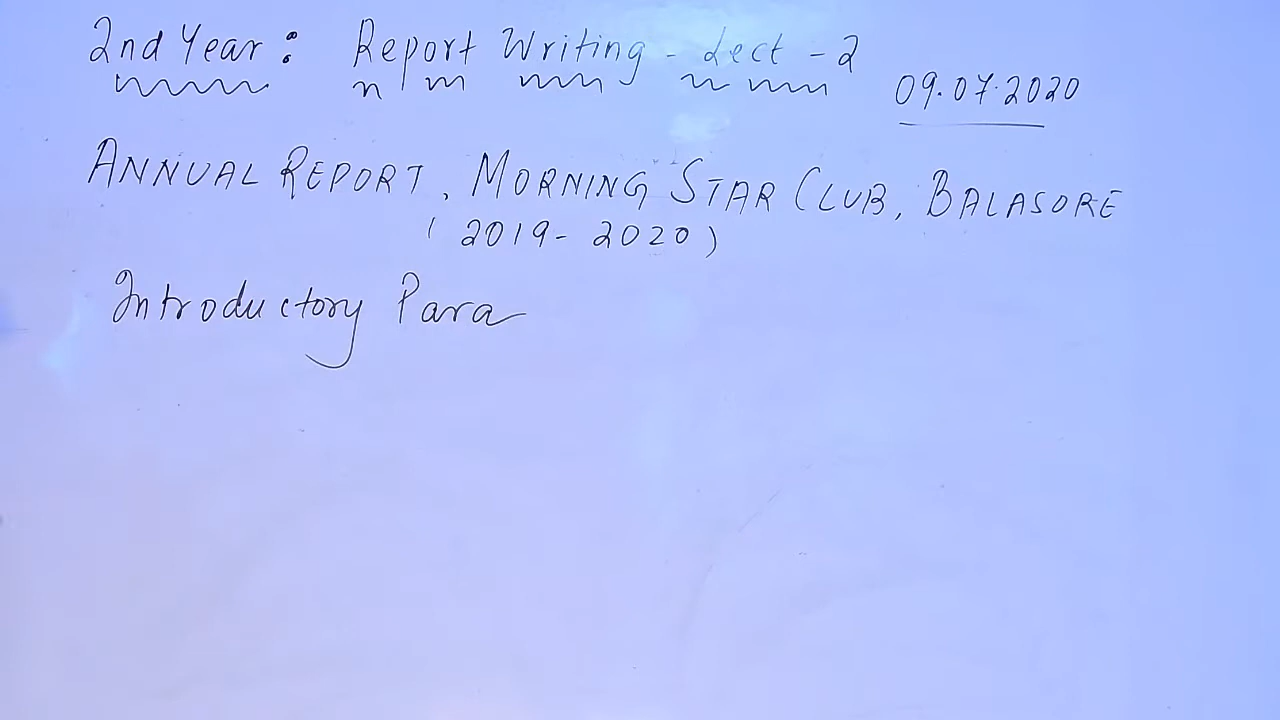 2nd Year: Report Writing - Lect - 2
09.07.2020
ANNUAL REPORT, MORNING STAR CLUB, BALASORE
(2019-2020)
Introductory Para